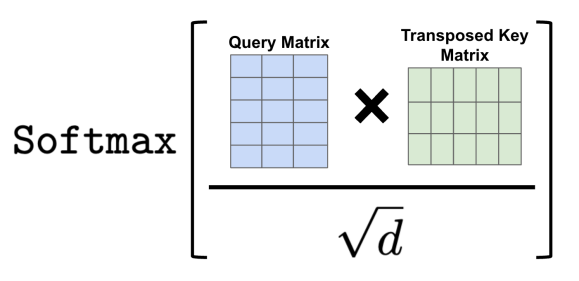 Query Matrix
Transposed Key
Matrix
Softmax
√d